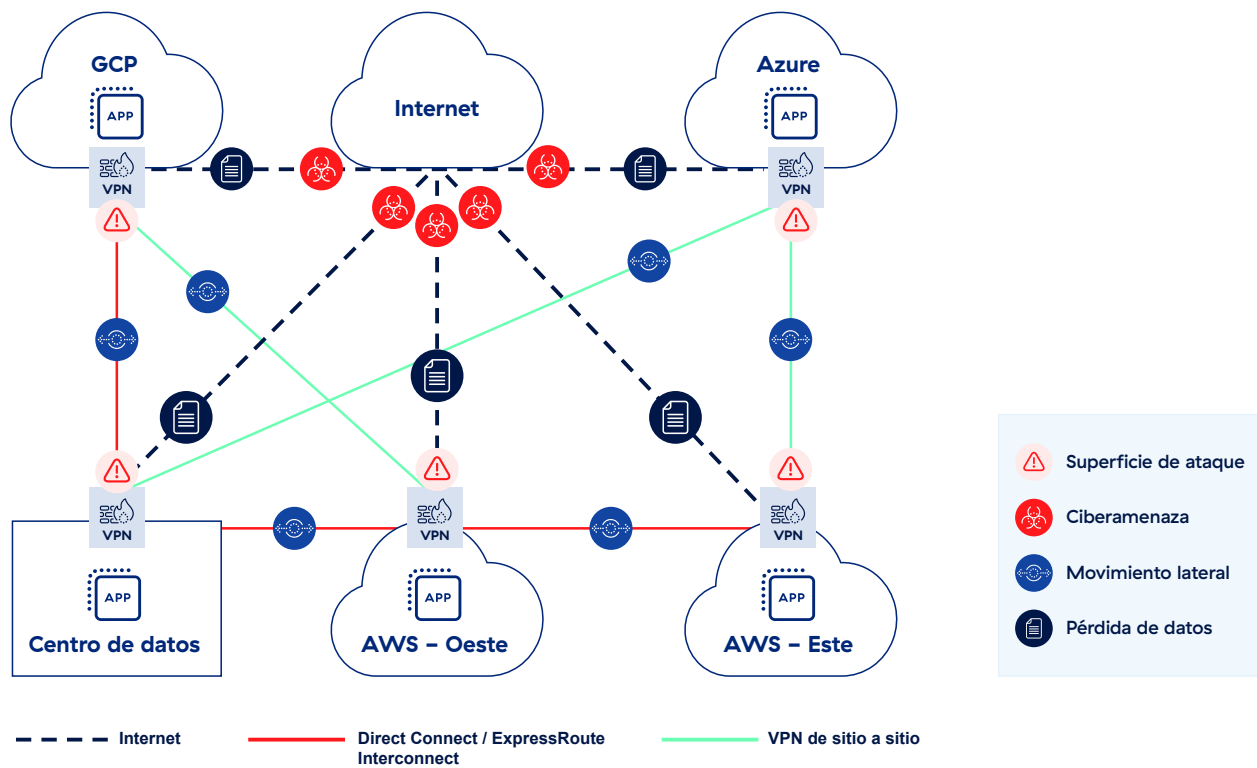 GCP
Internet
Azure
APP
APP
VPN
VPN
VPN
VPN
VPN
APP
APP
APP
Centro de datos
AWS – Oeste
AWS – Este
Superficie de ataque
Ciberamenaza
Movimiento lateral
Pérdida de datos
Internet
Direct Connect / ExpressRoute
Interconnect
VPN de sitio a sitio